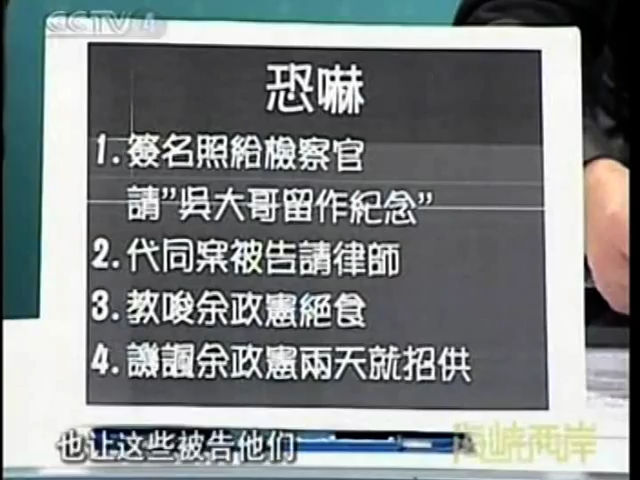 CCTV 4
恐嚇
1. 簽名照給檢察官
請"吳大哥留作紀念"
2. 代同案被告請律師
3. 教唆余政憲絕食
4. 譏諷余政憲兩天就招供
也让这些被告他们
海峡两岸